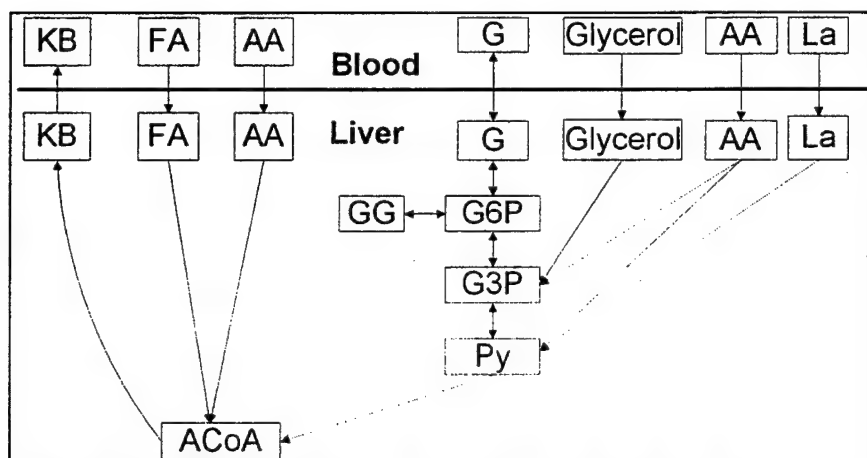 KB FA AA G Glycerol AA La
Blood
KB FA AA Liver G Glycerol AA La
GG G6P
G3P
Py
ACoA